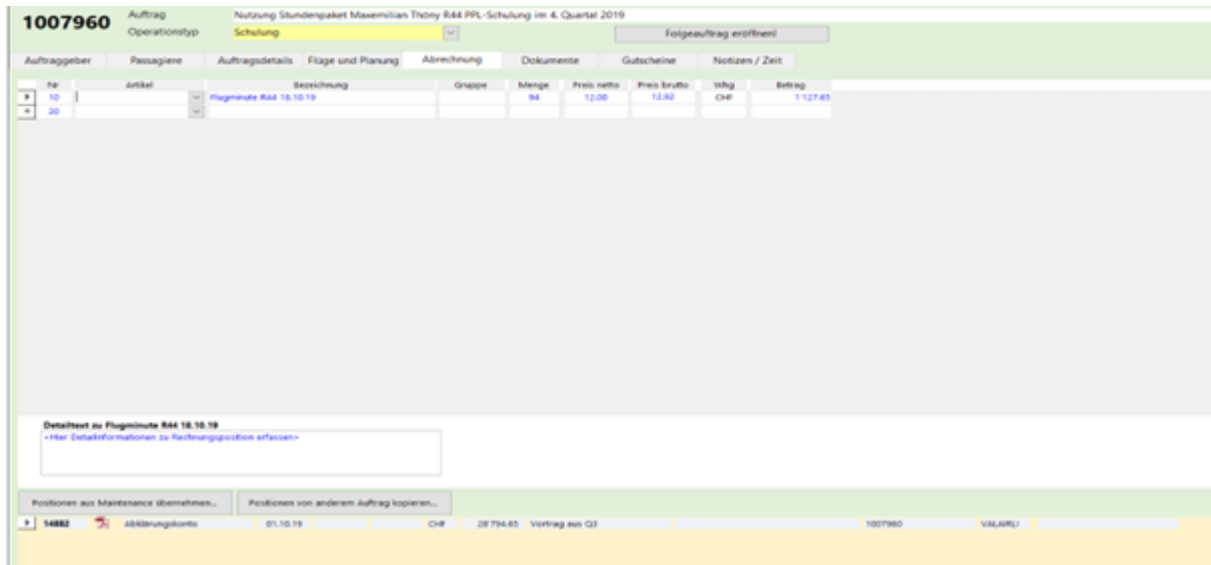 1007960
Auftrag Nutzung Stundenpaket Maxemilian Thöny R44 PPL-Schulung im 4. Quartal 2019
Operationstyp Schulung Folgeauftrag eröffnen!
Auftraggeber Passagiere Auftragsdetails Flüge und Planung Abrechnung Dokumente Gutscheine Notizen / Zeit
Nr Artikel Bezeichnung Gruppe Menge Preis netto Preis brutto Whg Betrag
10 Flugminute R44 18.10.19 94 12.00 12.92 CHF 1'127.65
20
Detailtext zu Flugminute R44 18.10.19
<Hier Detailinformationen zu Rechnungsposition erfassen>
Positionen aus Maintenance übernehmen... Positionen von anderem Auftrag kopieren...
14882 Abklärungskonto 01.10.19 CHF 28'794.65 Vortrag aus Q3 1007960